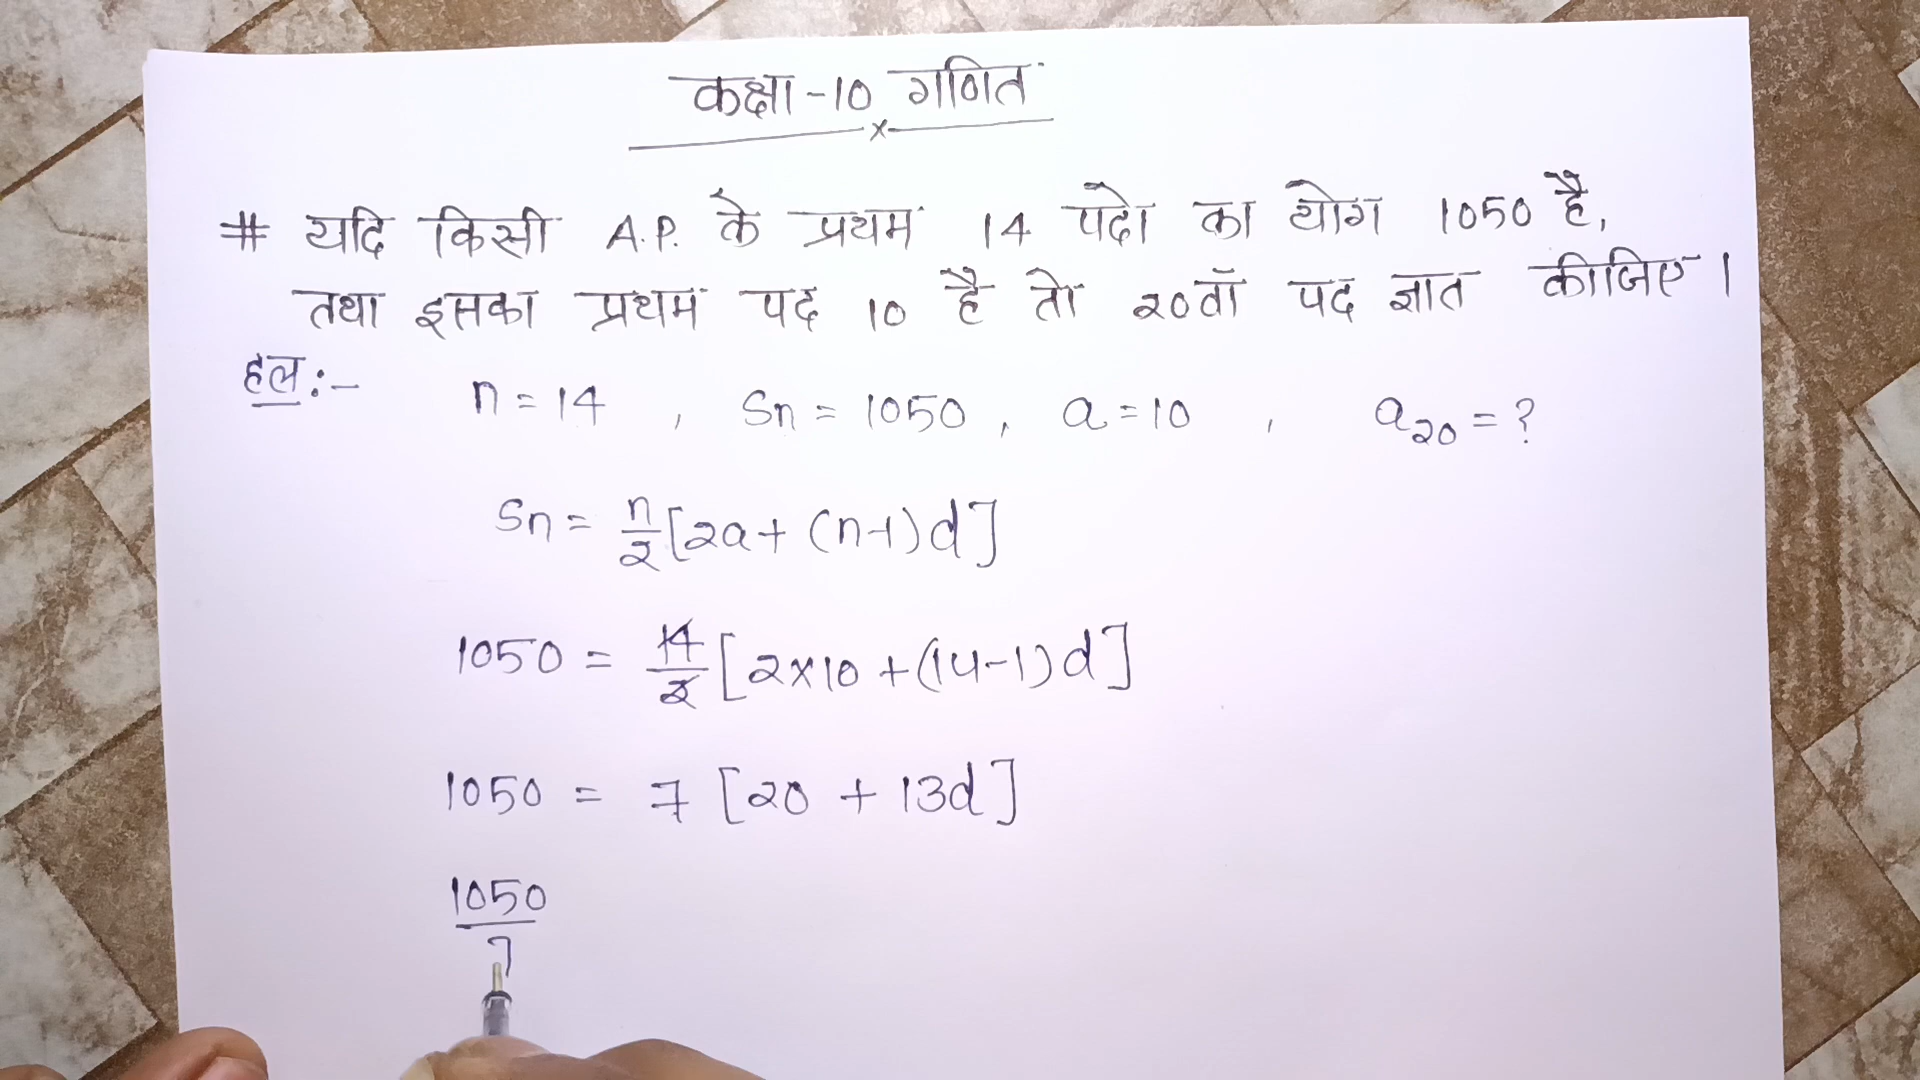 कक्षा-10 गणित
x
# यदि किसी A.P. के प्रथम 14 पदो का योग 1050 है,
तथा इसका प्रथम पद 10 है तो 20वाँ पद ज्ञात कीजिए।
हल:- n = 14 , Sn = 1050 , a = 10 , a₂₀ = ?
Sn = n/2 [2a + (n-1)d]
1050 = 14/2 [2×10 + (14-1)d]
1050 = 7 [20 + 13d]
1050/7